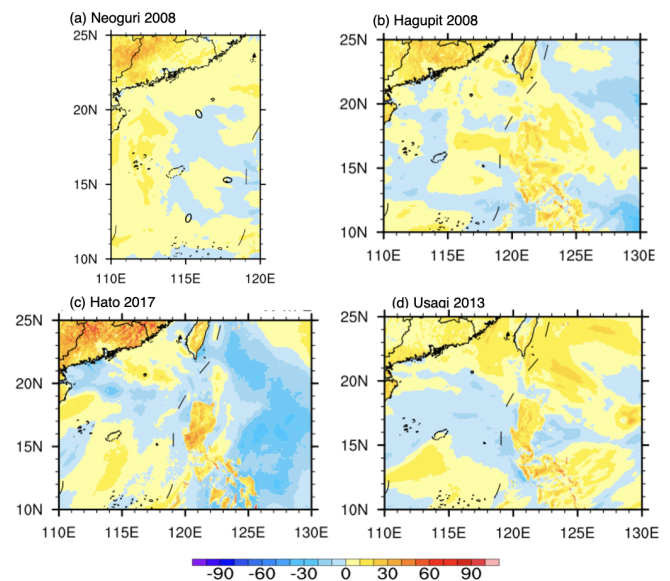 (a) Neoguri 2008
(b) Hagupit 2008
25N
20N
15N
10N
110E
115E
120E
25N
20N
15N
10N
110E
115E
120E
125E
130E
(c) Hato 2017
(d) Usagi 2013
25N
20N
15N
10N
110E
115E
120E
125E
130E
25N
20N
15N
10N
110E
115E
120E
125E
130E
-90 -60 -30 0 30 60 90